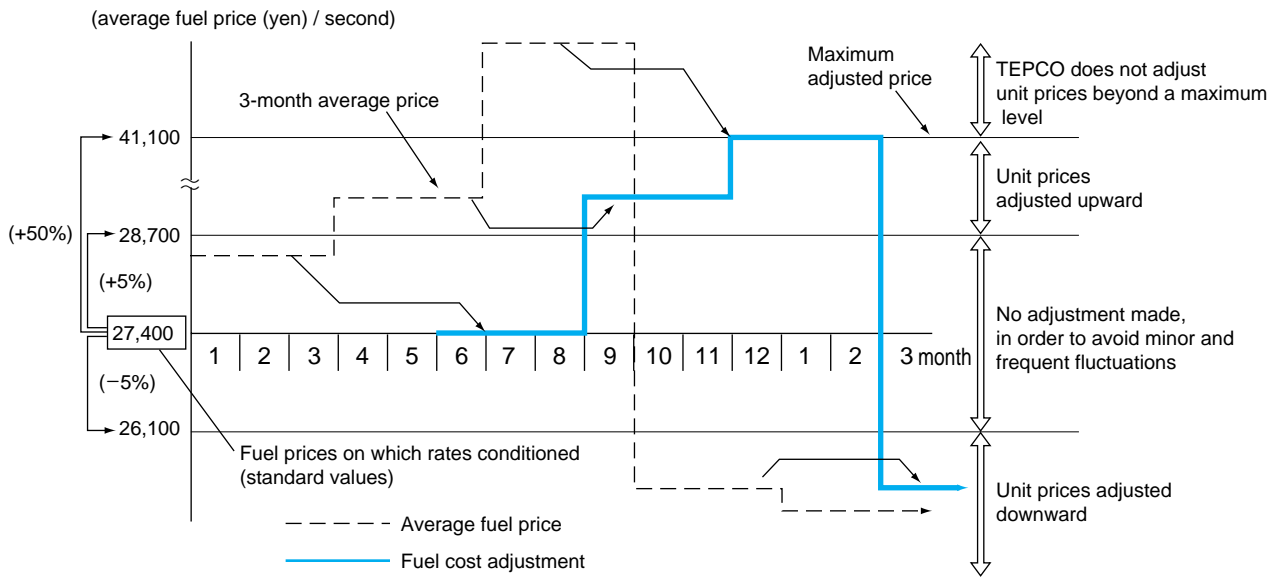 (average fuel price (yen) / second)
Maximum
adjusted price
TEPCO does not adjust
unit prices beyond a maximum
level
3-month average price
41,100
Unit prices
adjusted upward
(+50%)
28,700
(+5%)
27,400
No adjustment made,
in order to avoid minor and
frequent fluctuations
1 2 3 4 5 6 7 8 9 10 11 12 1 2 3 month
(−5%)
26,100
Fuel prices on which rates conditioned
(standard values)
Unit prices adjusted
downward
Average fuel price
Fuel cost adjustment